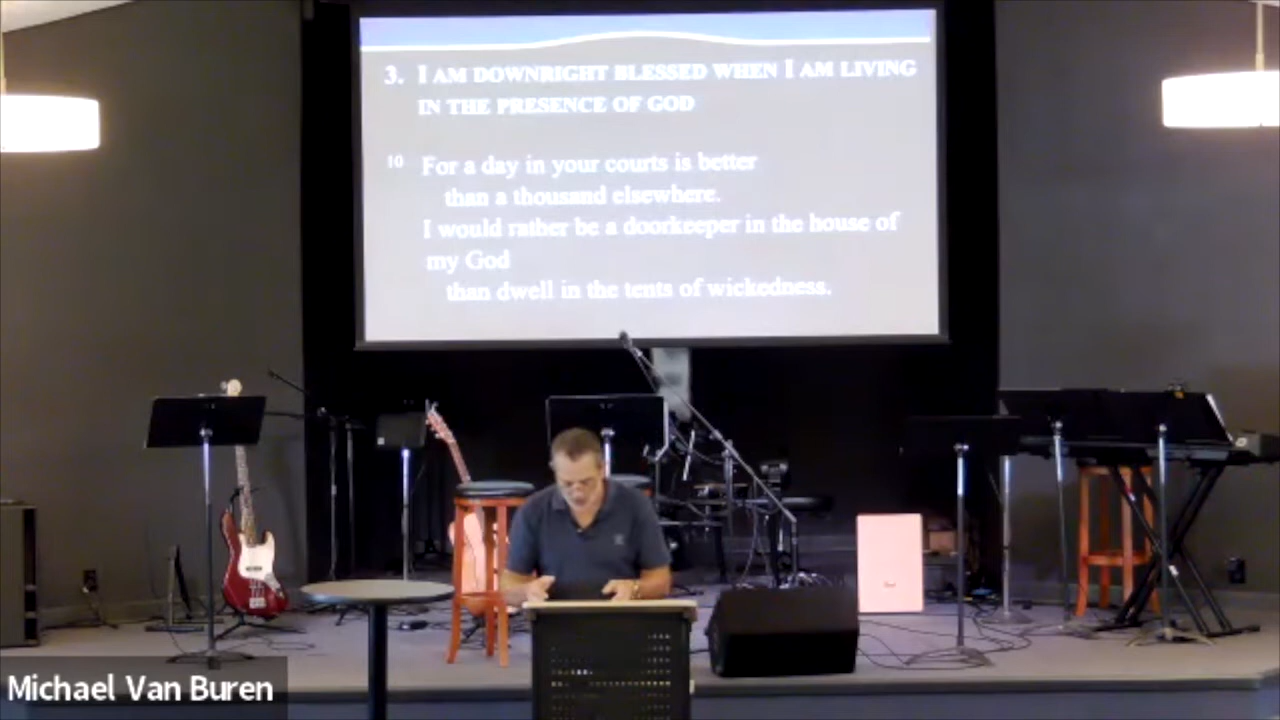 3. I AM DOWNRIGHT BLESSED WHEN I AM LIVING
IN THE PRESENCE OF GOD
10 For a day in your courts is better
than a thousand elsewhere.
I would rather be a doorkeeper in the house of
my God
than dwell in the tents of wickedness.
Michael Van Buren